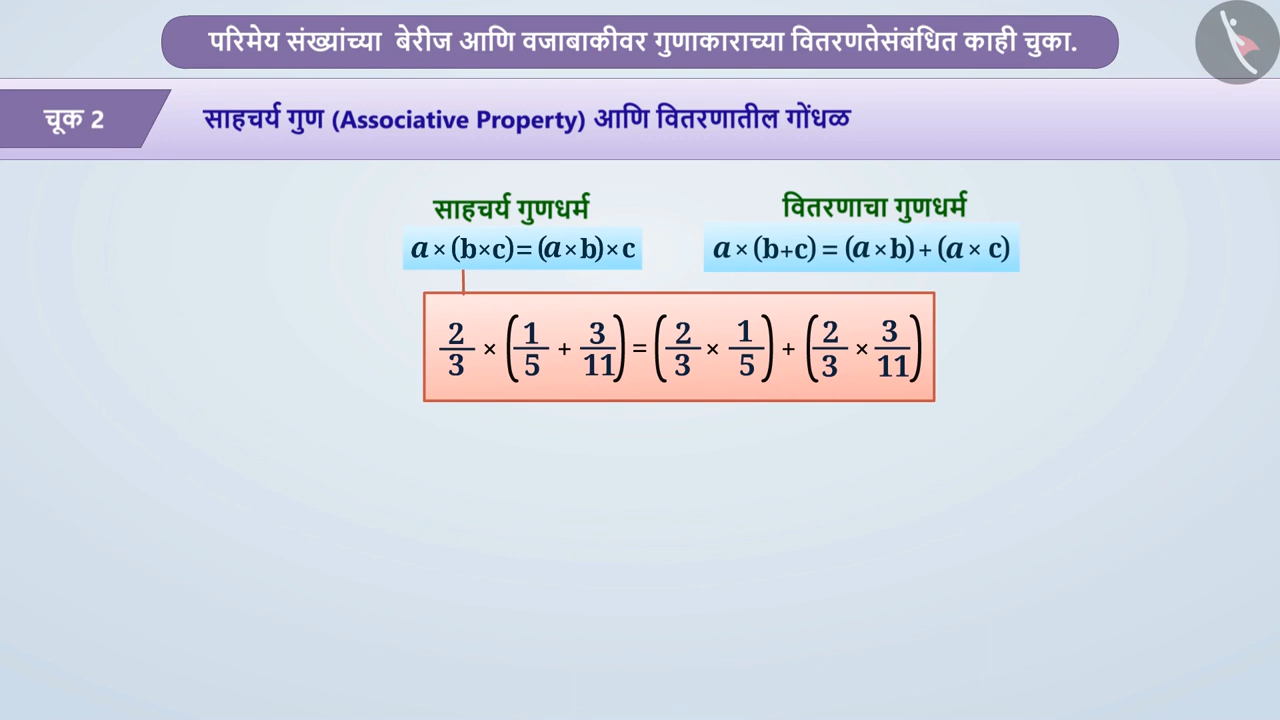 परिमेय संख्यांच्या बेरीज आणि वजाबाकीवर गुणाकाराच्या वितरणतेसंबंधित काही चुका.
चूक 2
साहचर्य गुण (Associative Property) आणि वितरणातील गोंधळ
साहचर्य गुणधर्म
a × (b×c) = (a×b)×c
वितरणाचा गुणधर्म
a × (b+c) = (a×b) + (a× c)
2/3 × (1/5 + 3/11) = (2/3 × 1/5) + (2/3 × 3/11)